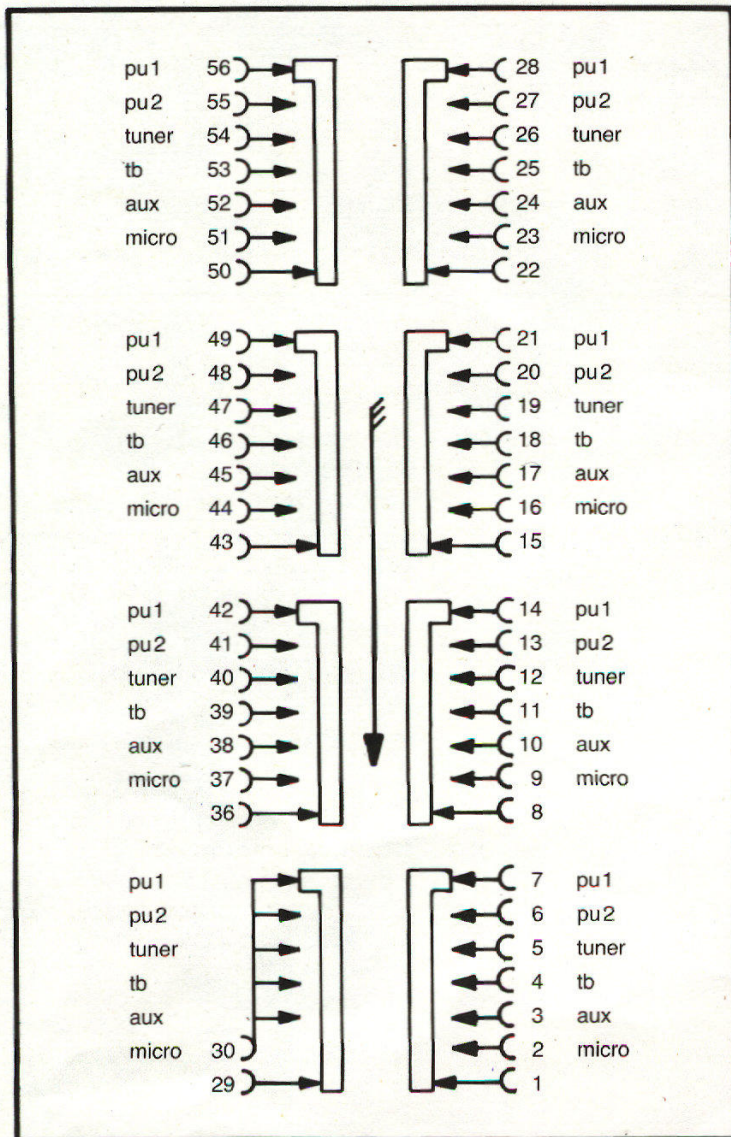 pu1 56 28 pu1
pu2 55 27 pu2
tuner 54 26 tuner
tb 53 25 tb
aux 52 24 aux
micro 51 23 micro
50 22
pu1 49 21 pu1
pu2 48 20 pu2
tuner 47 19 tuner
tb 46 18 tb
aux 45 17 aux
micro 44 16 micro
43 15
pu1 42 14 pu1
pu2 41 13 pu2
tuner 40 12 tuner
tb 39 11 tb
aux 38 10 aux
micro 37 9 micro
36 8
pu1 7 pu1
pu2 6 pu2
tuner 5 tuner
tb 4 tb
aux 3 aux
micro 30 2 micro
29 1